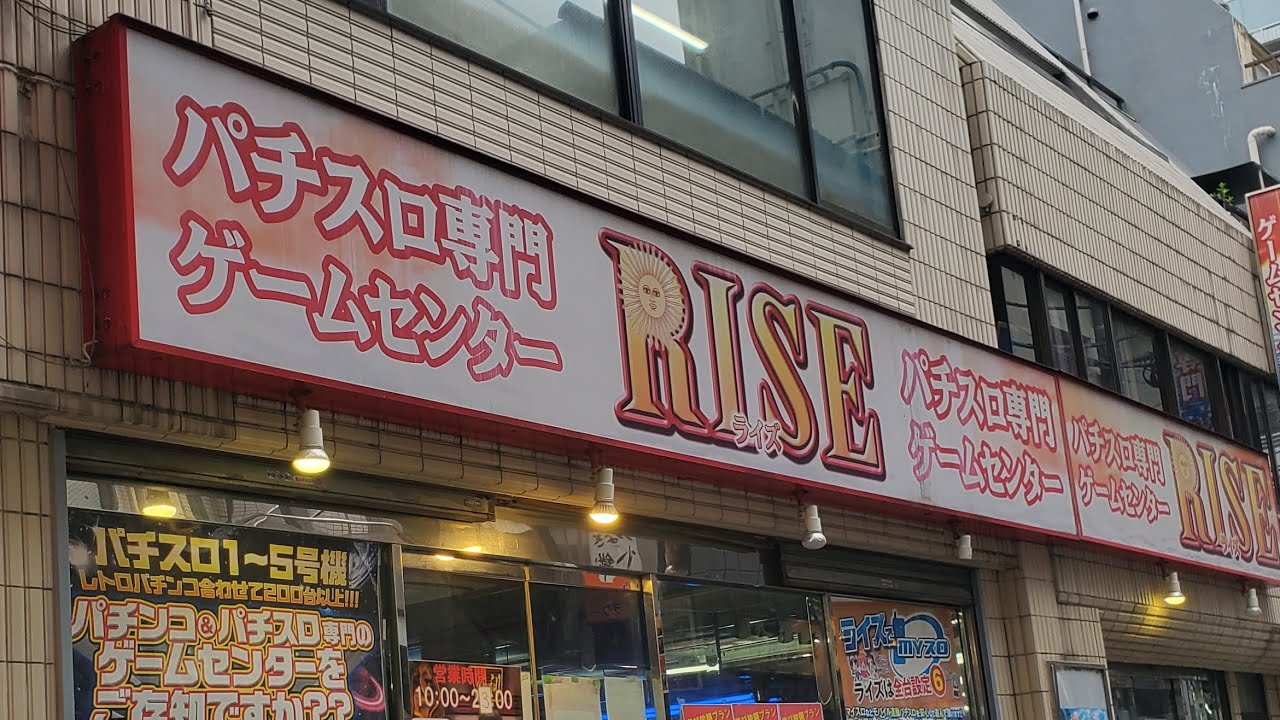 パチスロ専門
ゲームセンター
RISE
ライズ
パチスロ専門
ゲームセンター
パチスロ専門
ゲームセンター
RISE
ライズ
パチスロ1～5号機
レトロパチンコ合わせて200台以上!!!
パチンコ&パチスロ専門の
ゲームセンターを
ご存知ですか??
営業時間
10:00～23:00
ライズで
MYスロ
ライズは全台設定6